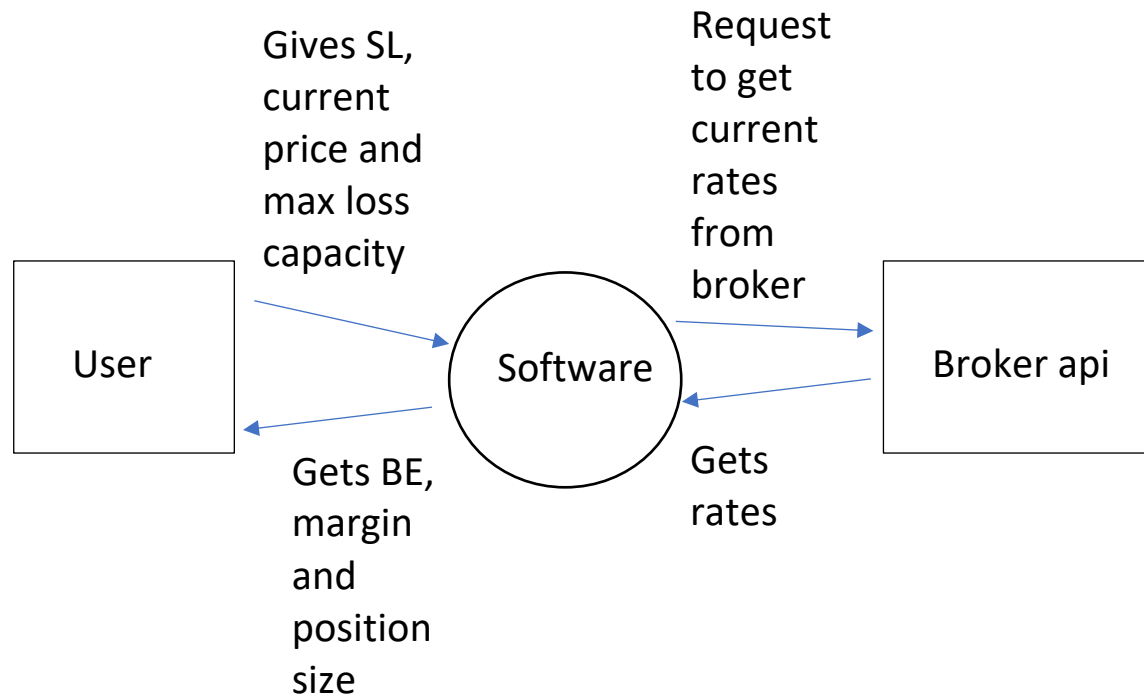 Gives SL,
current
price and
max loss
capacity
Request
to get
current
rates
from
broker
User
Software
Broker api
Gets BE,
margin
and
position
size
Gets
rates